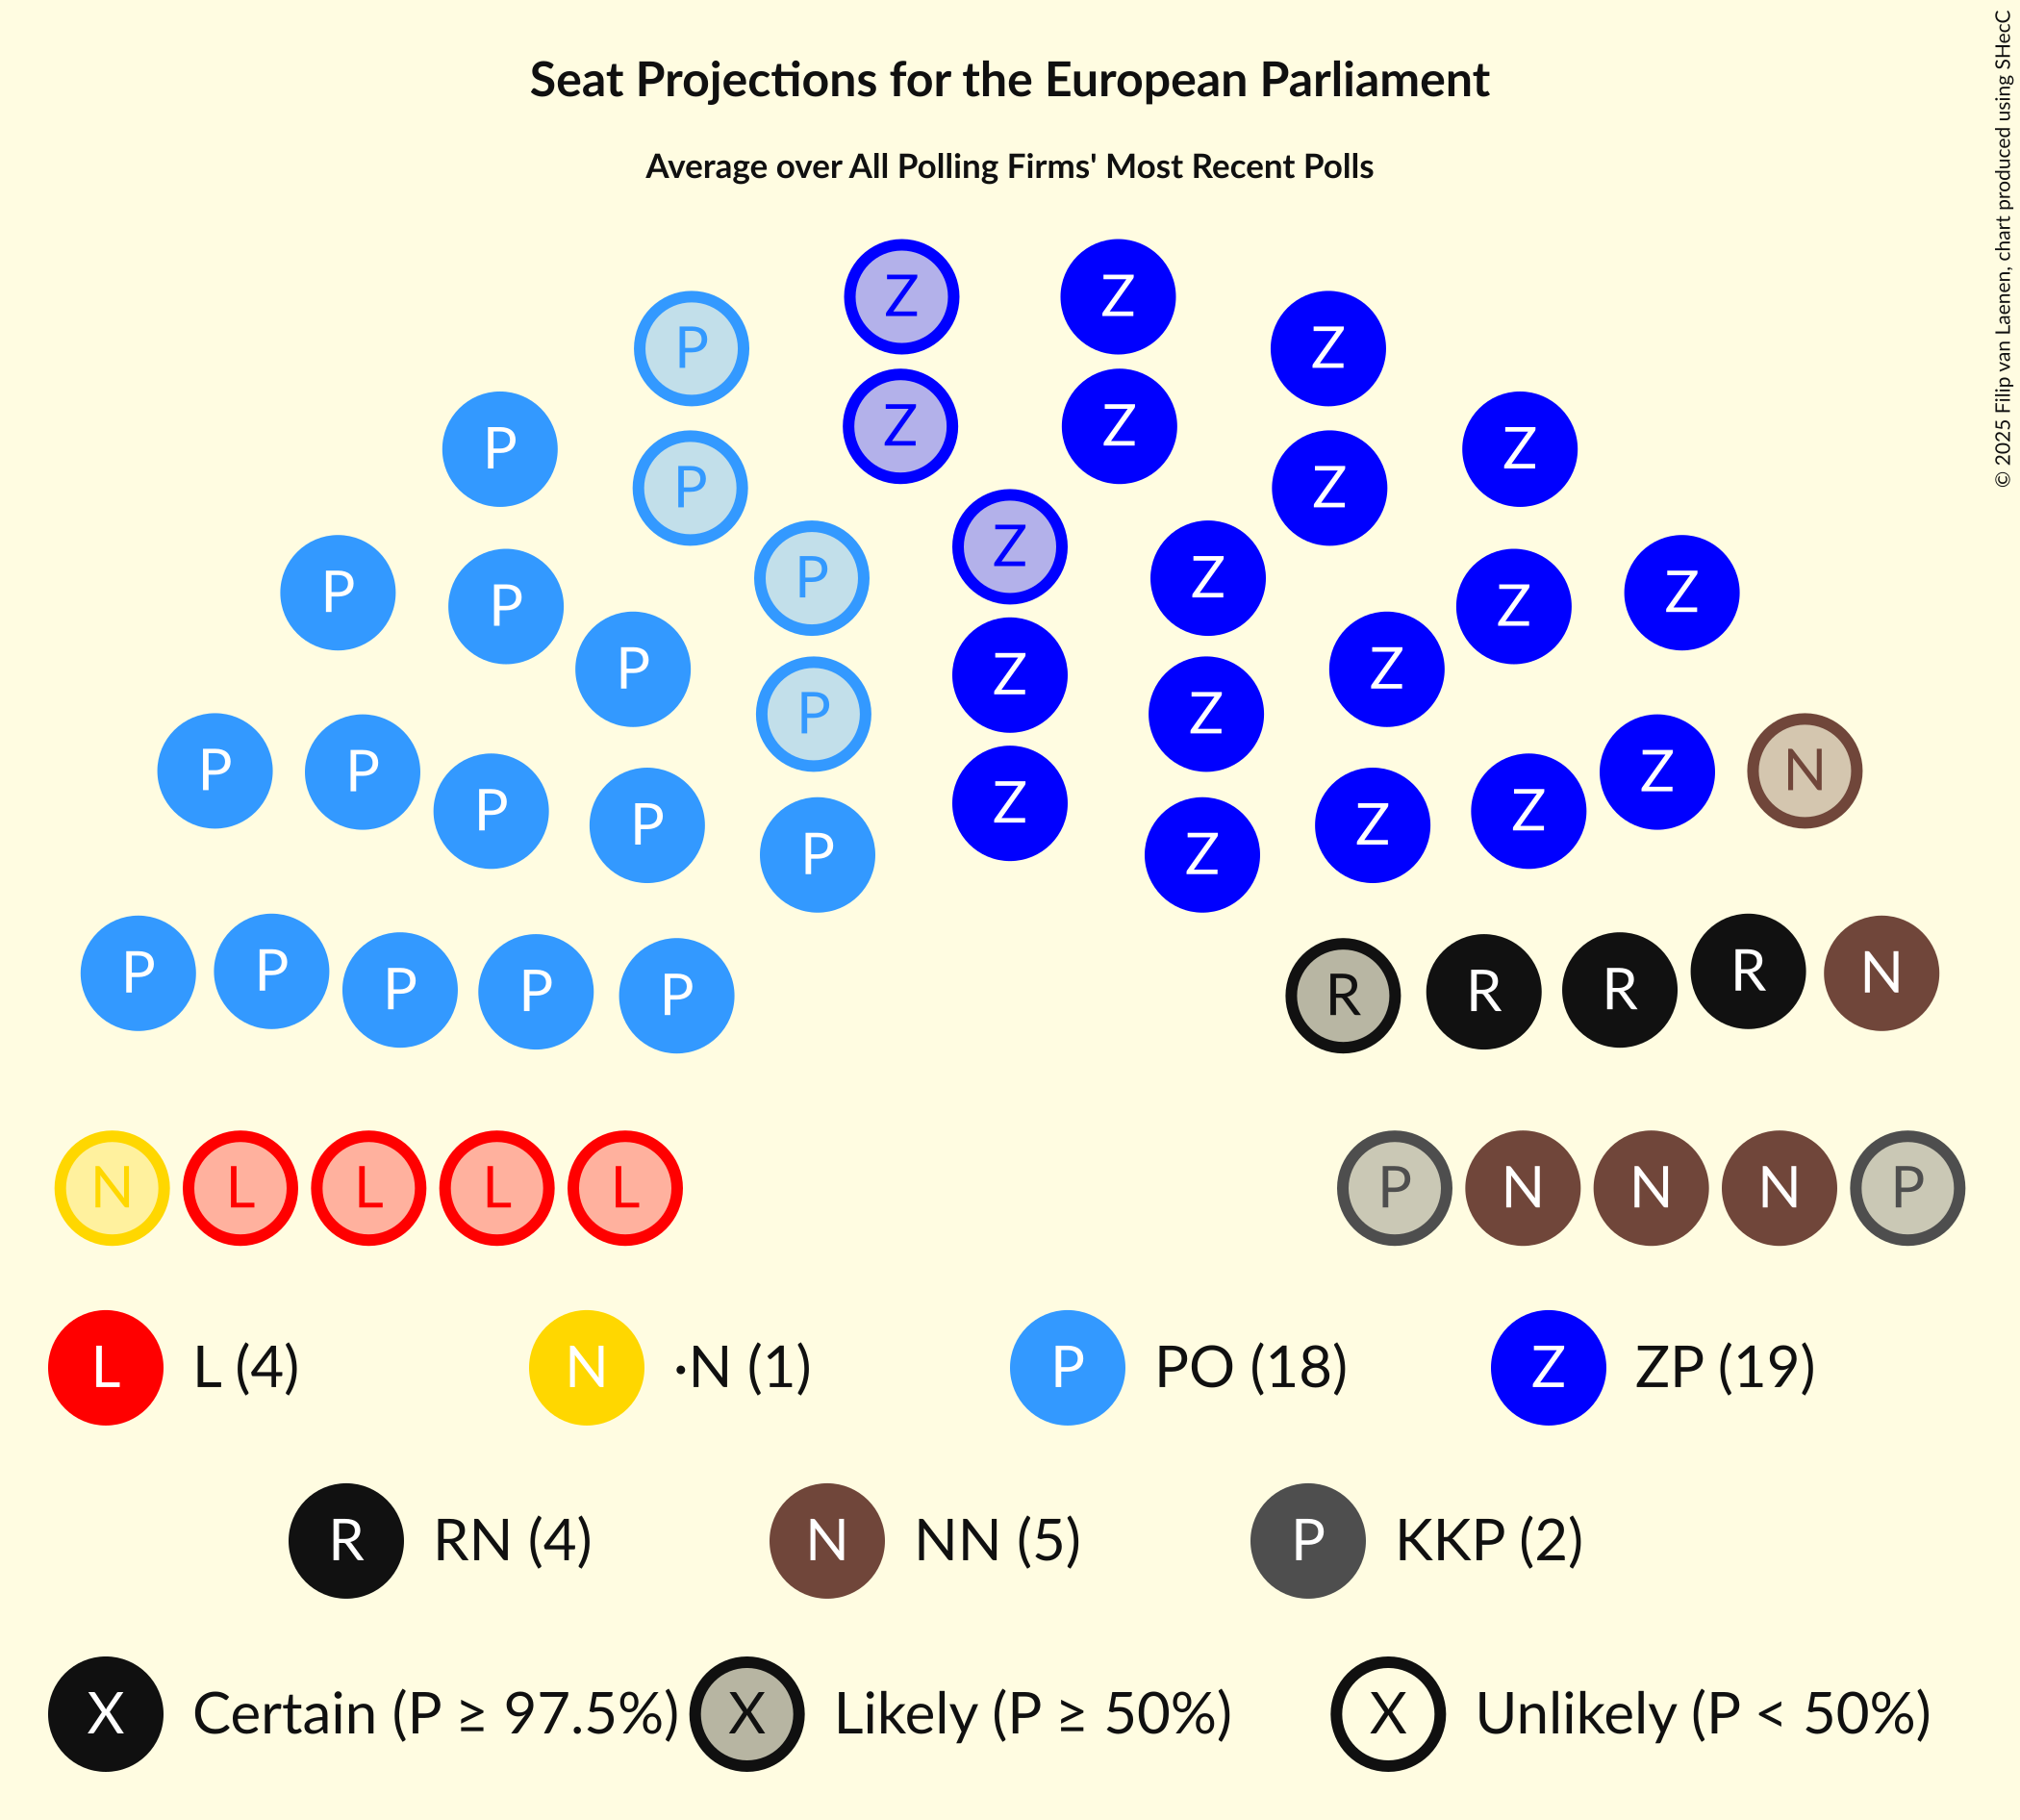 Seat Projections for the European Parliament
Average over All Polling Firms' Most Recent Polls
© 2025 Filip van Laenen, chart produced using SHecC
Z Z
P Z
Z Z
P Z
P Z
Z
P Z
P Z
P P Z Z
P Z
P Z
P Z
P P Z N
Z
P Z
P Z
P Z
P P P P P R R R R N
N L L L L P N N N P
L L (4) N ·N (1) P PO (18) Z ZP (19)
R RN (4) N NN (5) P KKP (2)
X Certain (P ≥ 97.5%) X Likely (P ≥ 50%) X Unlikely (P < 50%)